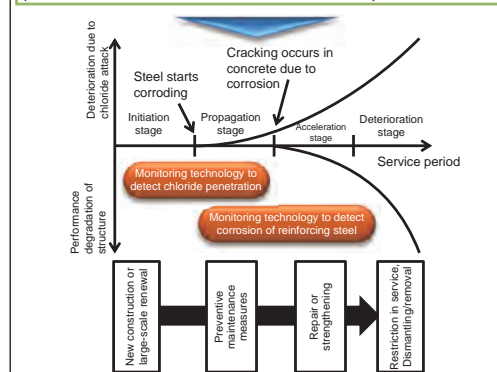 Deterioration due to
chloride attack
Steel starts
corroding
Cracking occurs in
concrete due to
corrosion
Initiation
stage
Propagation
stage
Acceleration
stage
Deterioration
stage
Service period
Monitoring technology to
detect chloride penetration
Monitoring technology to detect
corrosion of reinforcing steel
Performance
degradation of
structure
New construction or
large-scale renewal
Preventive
maintenance
measures
Repair or
strengthening
Restriction in service,
Dismantling/removal